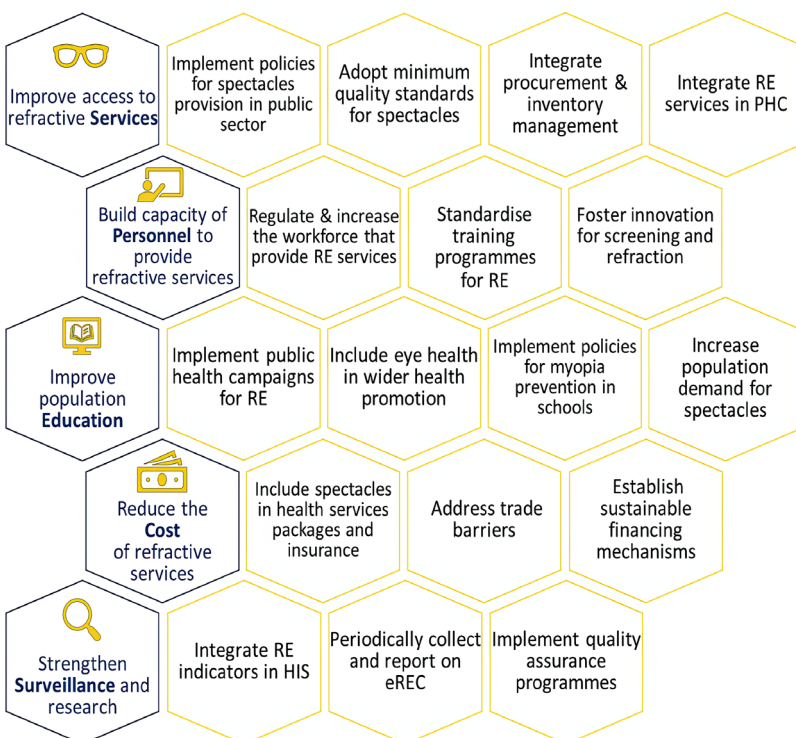 Improve access to
refractive Services
Implement policies
for spectacles
provision in public
sector
Adopt minimum
quality standards
for spectacles
Integrate
procurement &
inventory
management
Integrate RE
services in PHC
Build capacity of
Personnel to
provide
refractive services
Regulate & increase
the workforce that
provide RE services
Standardise
training
programmes
for RE
Foster innovation
for screening and
refraction
Improve
population
Education
Implement public
health campaigns
for RE
Include eye health
in wider health
promotion
Implement policies
for myopia
prevention in
schools
Increase
population
demand for
spectacles
Reduce the
Cost
of refractive
services
Include spectacles
in health services
packages and
insurance
Address trade
barriers
Establish
sustainable
financing
mechanisms
Strengthen
Surveillance and
research
Integrate RE
indicators in HIS
Periodically collect
and report on
eREC
Implement quality
assurance
programmes